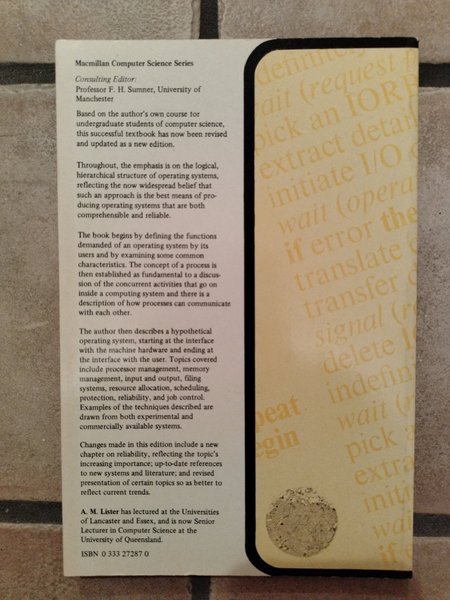 Macmillan Computer Science Series
Consulting Editor:
Professor F. H. Sumner, University of
Manchester
Based on the author's own course for
undergraduate students of computer science,
this successful textbook has now been revised
and updated as a new edition.
Throughout, the emphasis is on the logical,
hierarchical structure of operating systems,
reflecting the now widespread belief that
such an approach is the best means of pro-
ducing operating systems that are both
comprehensible and reliable.
The book begins by defining the functions
demanded of an operating system by its
users and by examining some common
characteristics. The concept of a process is
then established as fundamental to a discus-
sion of the concurrent activities that go on
inside a computing system and there is a
description of how processes can communicate
with each other.
The author then describes a hypothetical
operating system, starting at the interface
with the machine hardware and ending at
the interface with the user. Topics covered
include processor management, memory
management, input and output, filing
systems, resource allocation, scheduling,
protection, reliability, and job control.
Examples of the techniques described are
drawn from both experimental and
commercially available systems.
Changes made in this edition include a new
chapter on reliability, reflecting the topic's
increasing importance; up-to-date references
to new systems and literature; and revised
presentation of certain topics so as better to
reflect current trends.
A. M. Lister has lectured at the Universities
of Lancaster and Essex, and is now Senior
Lecturer in Computer Science at the
University of Queensland.
ISBN 0 333 27287 0
wait (request
pick an IORB
extract
initiate I/O
wait (opera
if error the
translate
transfer
signal (re
delete
undefin
wait (r
pick a
extra
initi
wai
if e
peat
egin